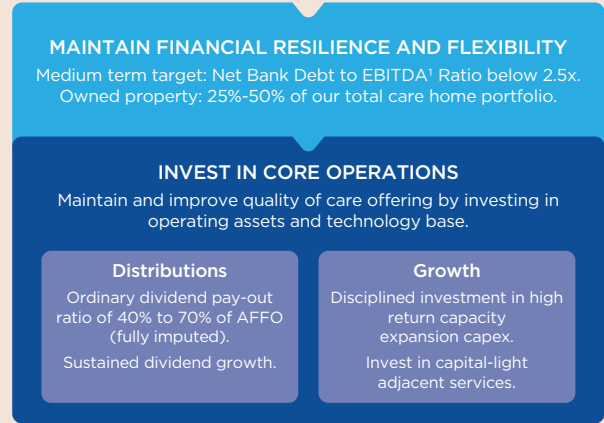 MAINTAIN FINANCIAL RESILIENCE AND FLEXIBILITY
Medium term target: Net Bank Debt to EBITDA¹ Ratio below 2.5x.
Owned property: 25%-50% of our total care home portfolio.
INVEST IN CORE OPERATIONS
Maintain and improve quality of care offering by investing in
operating assets and technology base.
Distributions
Ordinary dividend pay-out
ratio of 40% to 70% of AFFO
(fully imputed).
Sustained dividend growth.
Growth
Disciplined investment in high
return capacity
expansion capex.
Invest in capital-light
adjacent services.